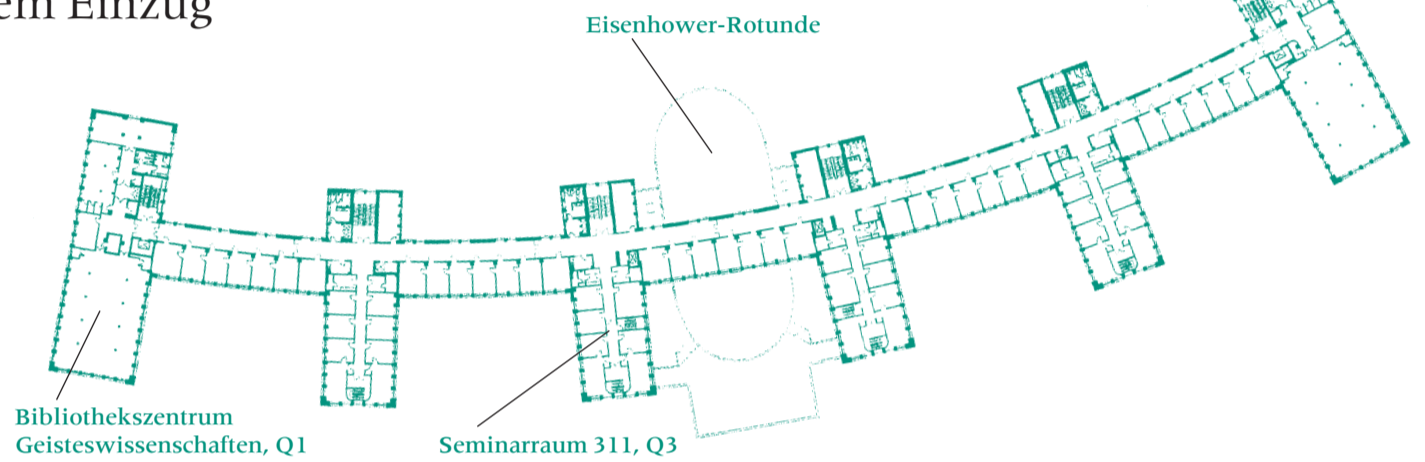 em Einzug
Eisenhower-Rotunde
Bibliothekszentrum
Geisteswissenschaften, Q1
Seminarraum 311, Q3